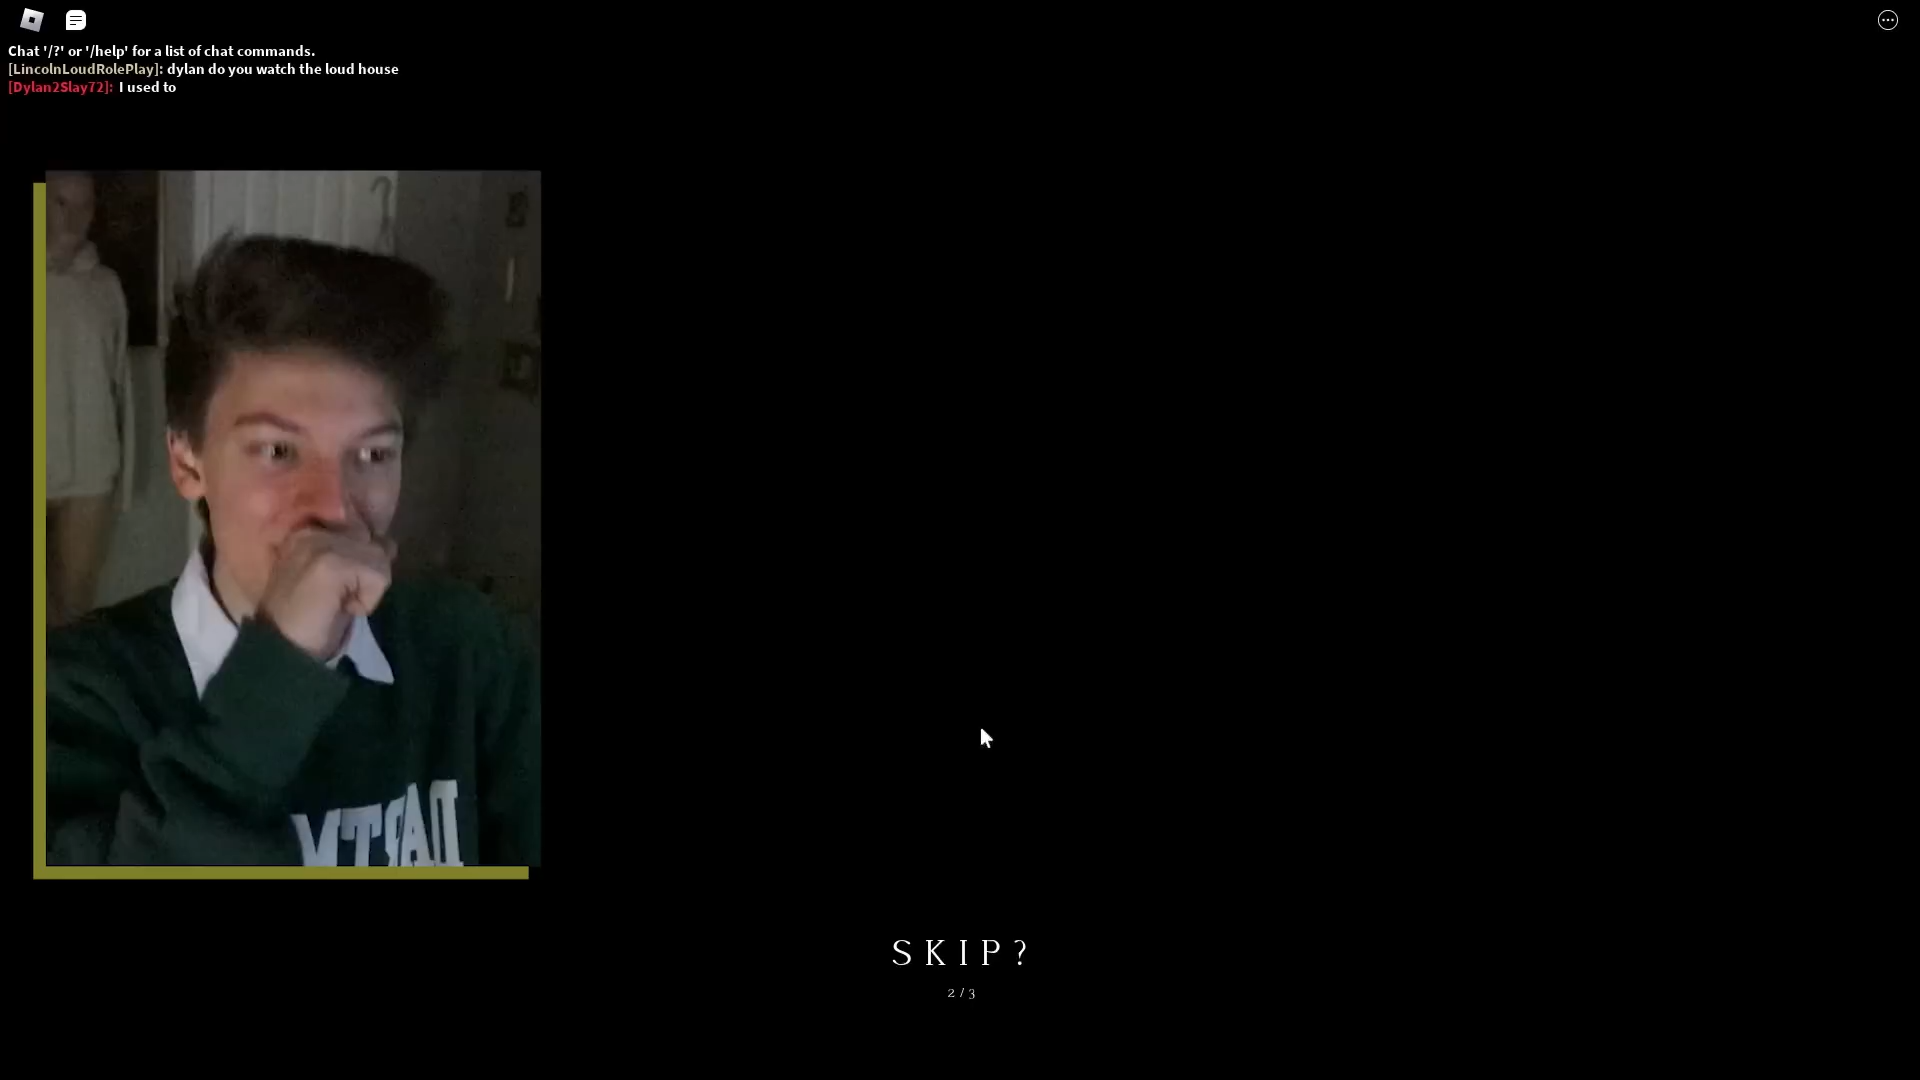 Chat '/?' or '/help' for a list of chat commands.
[LincolnLoudRolePlay]: dylan do you watch the loud house
[Dylan2Slay72]: I used to
DARTM
SKIP?
2/3